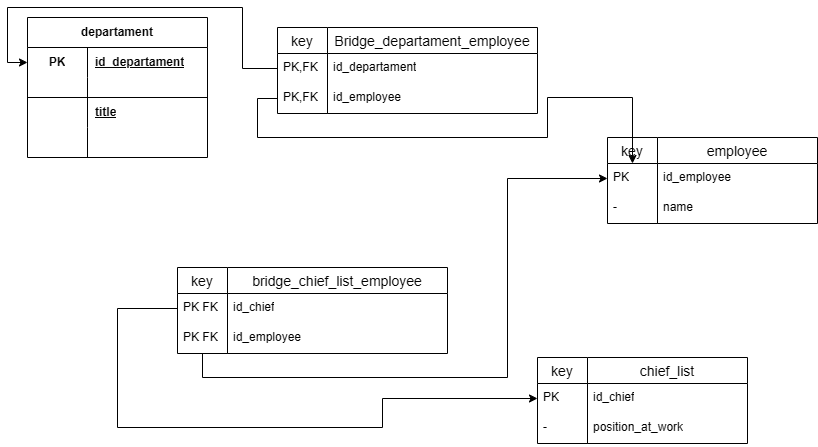 departament
PK id_departament
title
key Bridge_departament_employee
PK,FK id_departament
PK,FK id_employee
key employee
PK id_employee
- name
key bridge_chief_list_employee
PK FK id_chief
PK FK id_employee
key chief_list
PK id_chief
- position_at_work